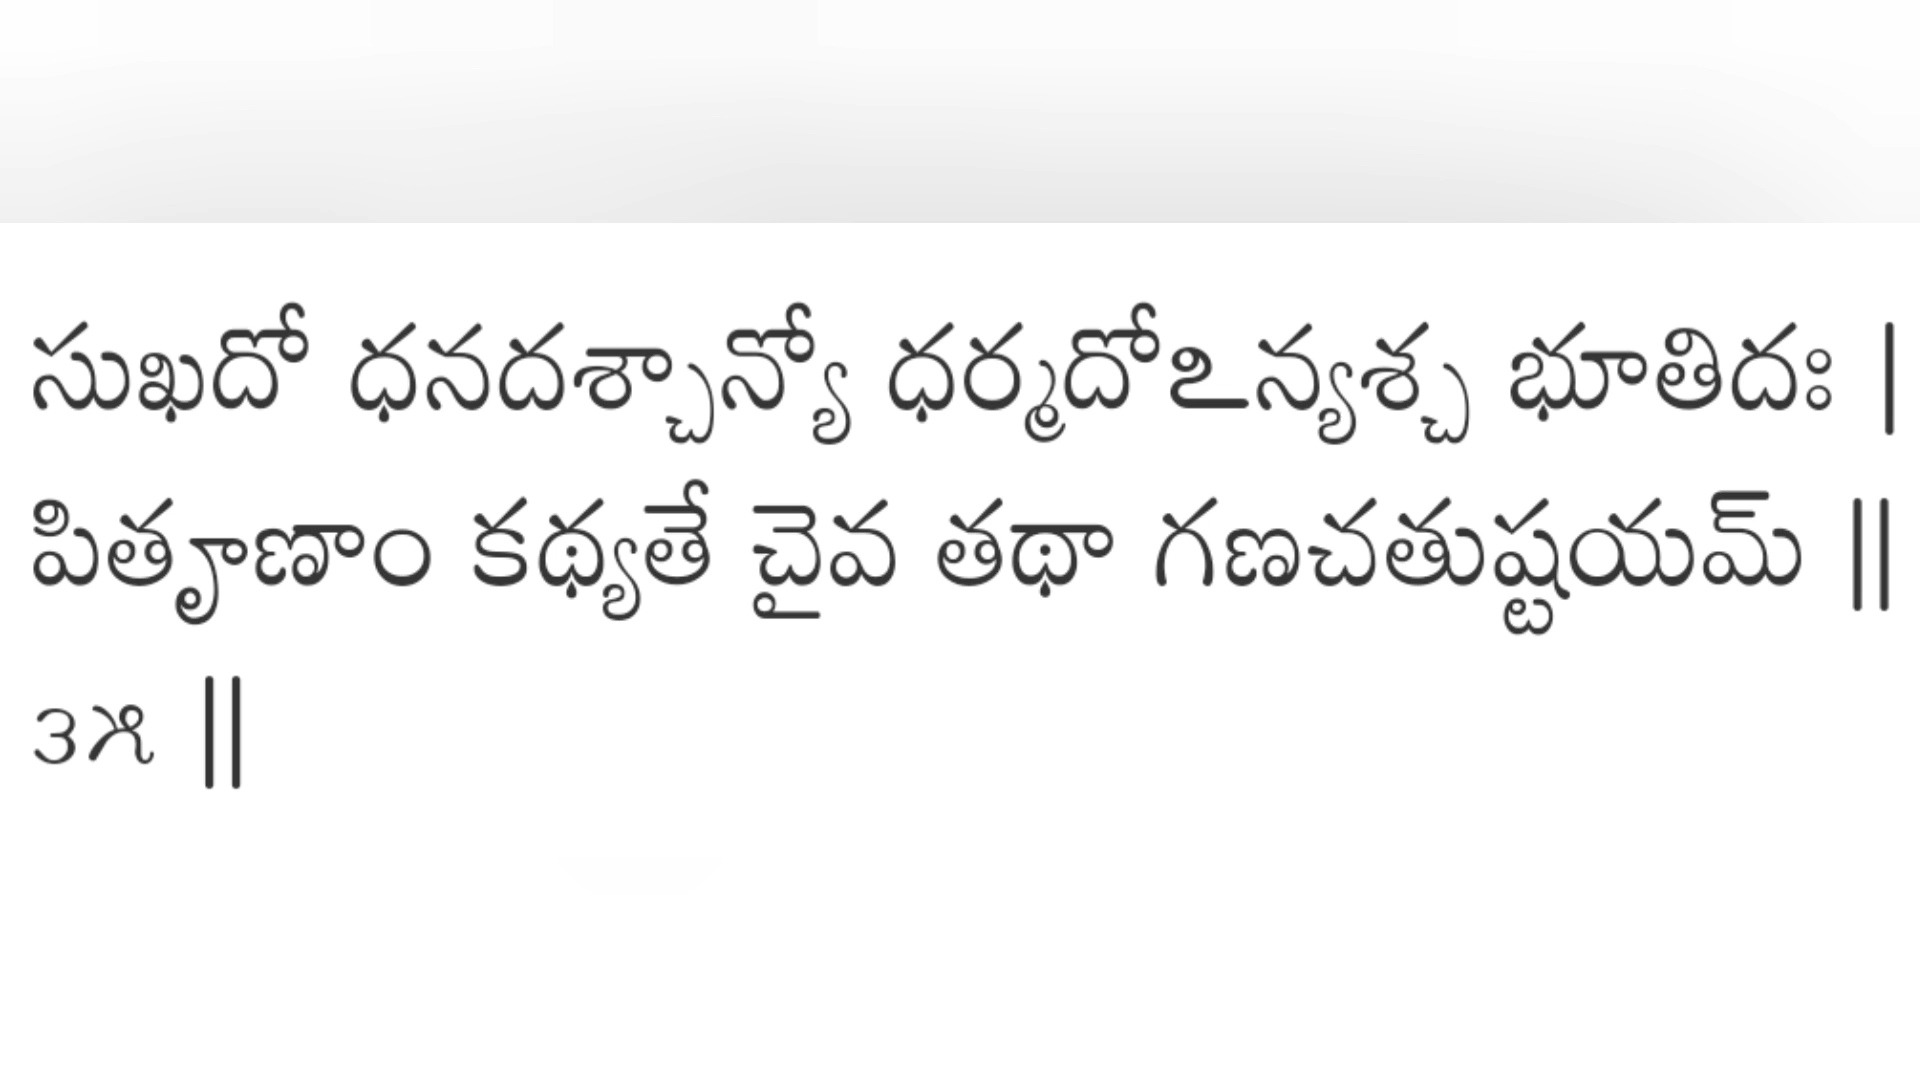 సుఖదో ధనదశ్చాన్యో ధర్మదోఽన్యశ్చ భూతిదః |
పితౄణాం కథ్యతే చైవ తథా గణచతుష్టయమ్ ||
౩౫ ||